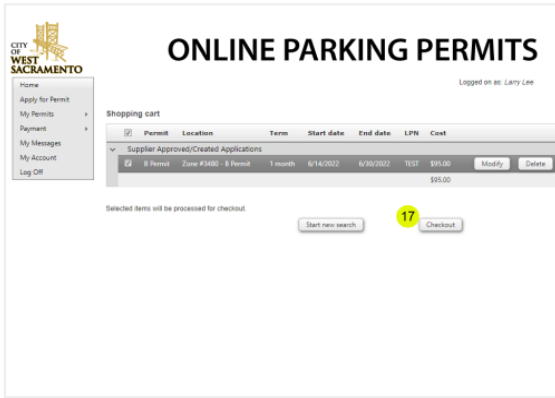 CITY
OF
WEST
SACRAMENTO
ONLINE PARKING PERMITS
Logged on as: Larry Lee
Home
Apply for Permit
My Permits
Payment
My Messages
My Account
Log Off
Shopping cart
Permit Location Term Start date End date LPN Cost
Supplier Approved/Created Applications
B Permit Zone #3480 - B Permit 1 month 6/14/2022 6/30/2022 TEST $95.00 Modify Delete
$95.00
Selected items will be processed for checkout.
Start new search 17 Checkout